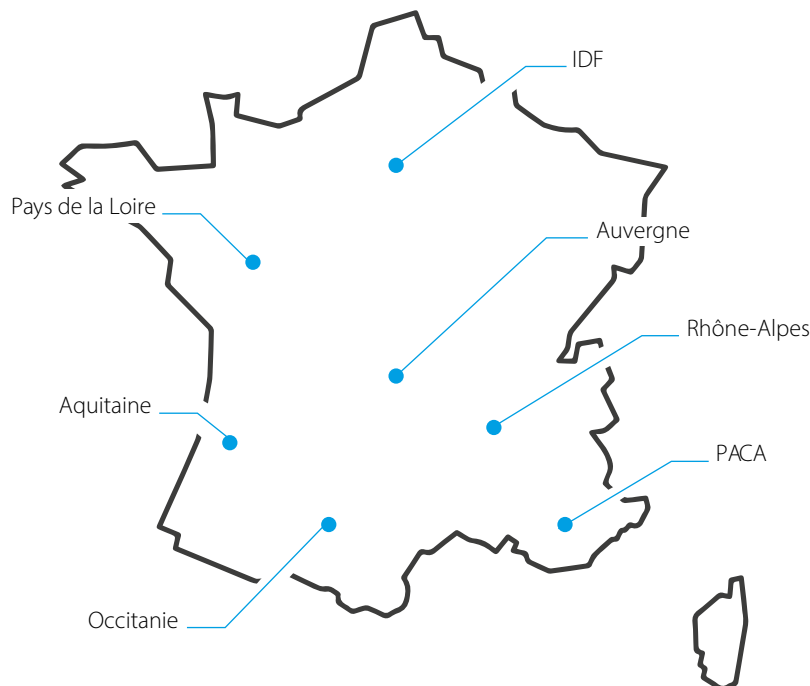 IDF
Pays de la Loire
Auvergne
Rhône-Alpes
Aquitaine
PACA
Occitanie